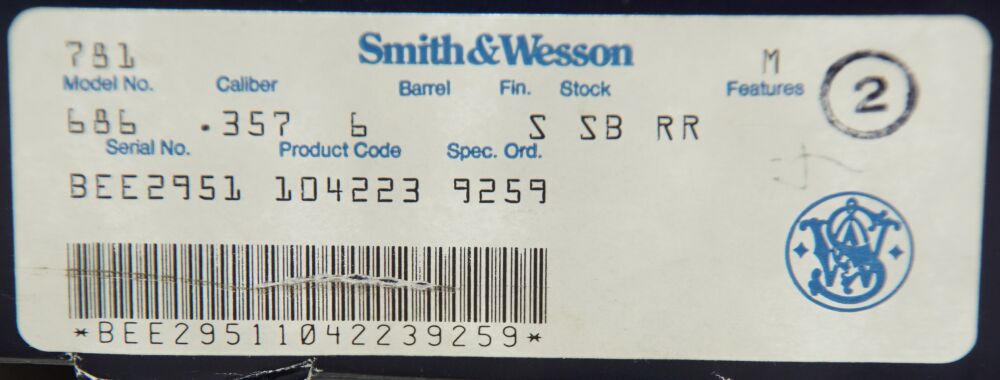 781 Smith&Wesson M
Model No. Caliber Barrel Fin. Stock Features 2
686 .357 6 S SB RR
Serial No. Product Code Spec. Ord.
BEE2951 104223 9259
*BEE29511042239259*